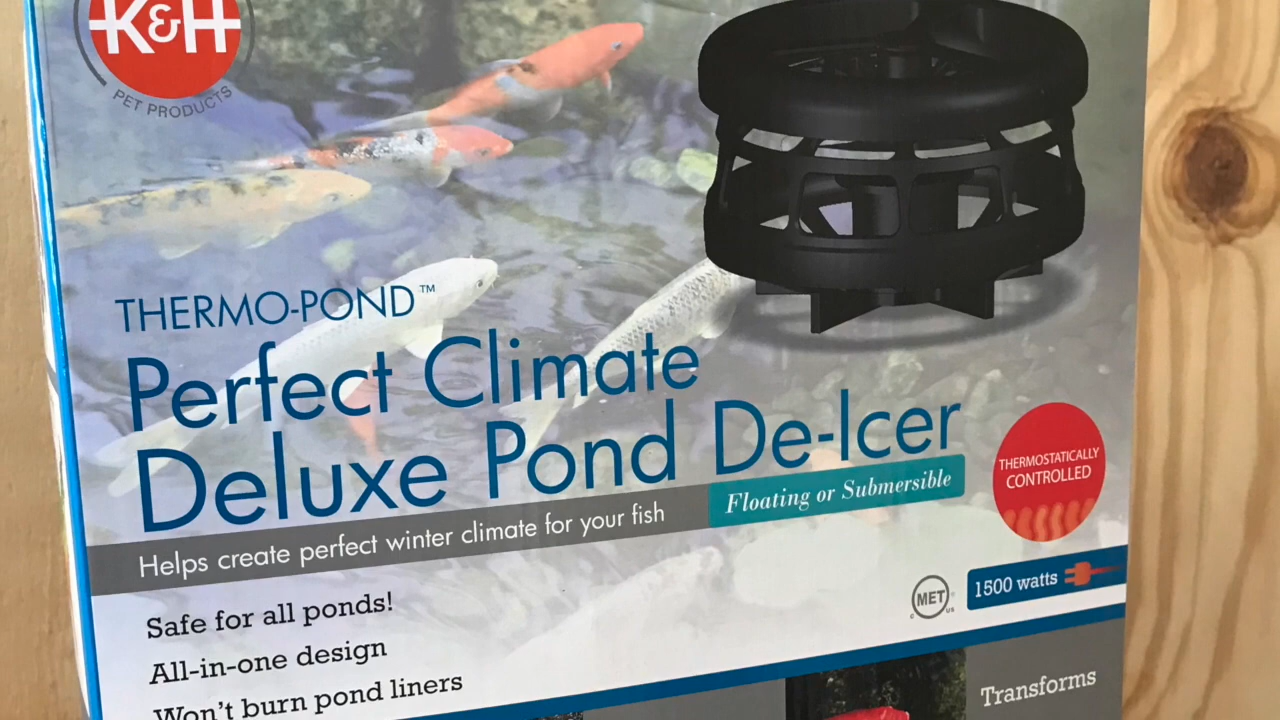 K&H
PET PRODUCTS
THERMO-POND™
Perfect Climate
Deluxe Pond De-Icer
Floating or Submersible
Helps create perfect winter climate for your fish
THERMOSTATICALLY
CONTROLLED
Safe for all ponds!
All-in-one design
Won't burn pond liners
c MET us
1500 watts
Transforms